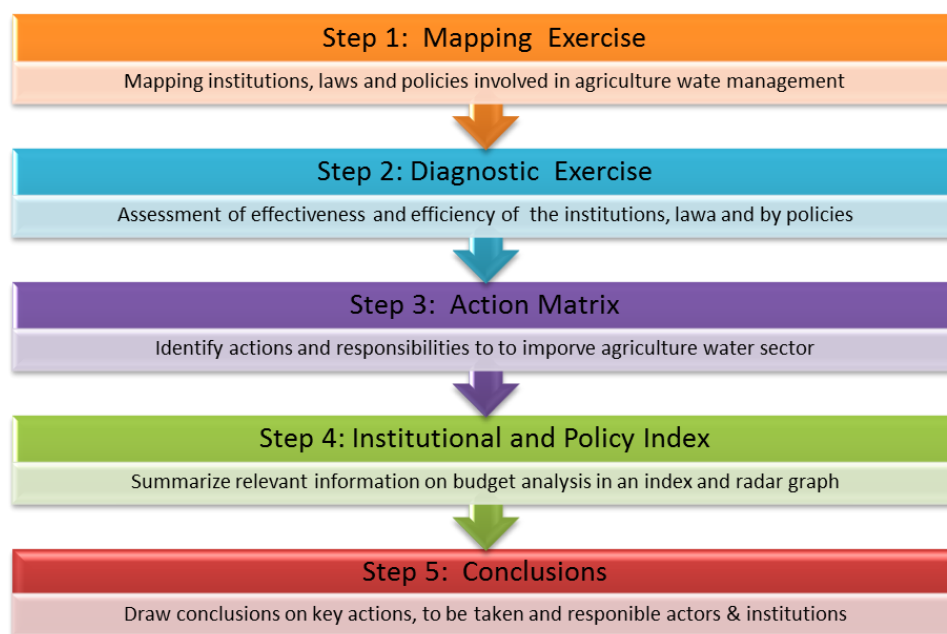 Step 1: Mapping Exercise
Mapping institutions, laws and policies involved in agriculture wate management
Step 2: Diagnostic Exercise
Assessment of effectiveness and efficiency of the institutions, lawa and by policies
Step 3: Action Matrix
Identify actions and responsibilities to to imporve agriculture water sector
Step 4: Institutional and Policy Index
Summarize relevant information on budget analysis in an index and radar graph
Step 5: Conclusions
Draw conclusions on key actions, to be taken and responible actors & institutions